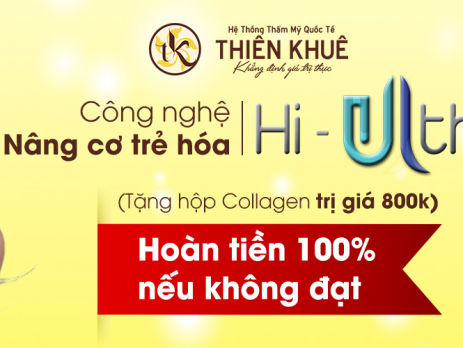 Hệ Thống Thẩm Mỹ Quốc Tế
THIÊN KHUÊ
Khẳng định giá trị thực
Công nghệ
Nâng cơ trẻ hóa
Hi - Ulth
(Tặng hộp Collagen trị giá 800k)
Hoàn tiền 100%
nếu không đạt